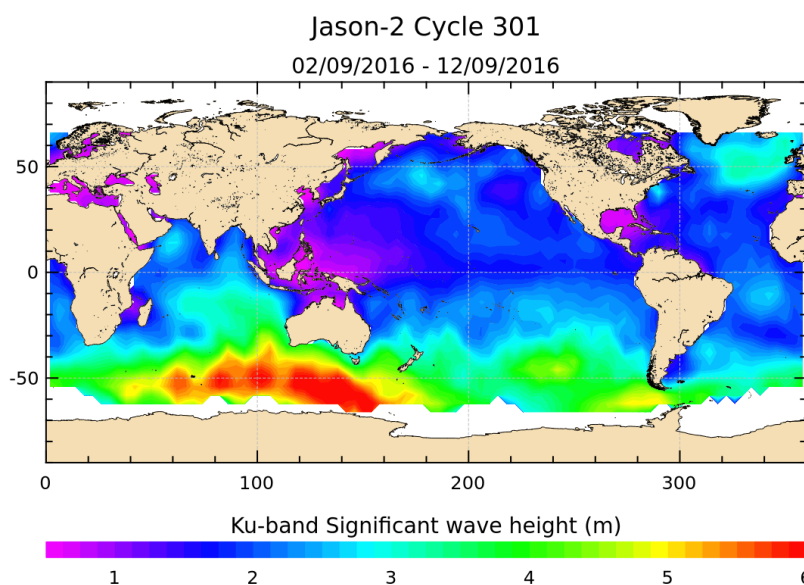 Jason-2 Cycle 301
02/09/2016 - 12/09/2016
50
0
-50
0 100 200 300
Ku-band Significant wave height (m)
1 2 3 4 5 6